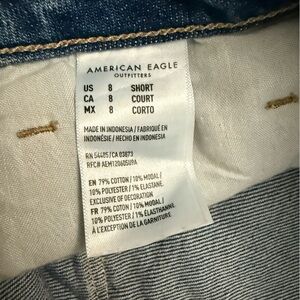 AMERICAN EAGLE
OUTFITTERS
US 8 SHORT
CA 8 COURT
MX 8 CORTO
MADE IN INDONESIA / FABRIQUÉ EN
INDONÉSIE / HECHO EN INDONESIA
RN 54485/CA 03873
RFC# AEM120605U9A
EN 79% COTTON / 10% MODAL /
10% POLYESTER / 1% ELASTANE.
EXCLUSIVE OF DECORATION
FR 79% COTON / 10% MODAL /
10% POLYESTER / 1% ÉLASTHANNE.
À L'EXCEPTION DE LA GARNITURE